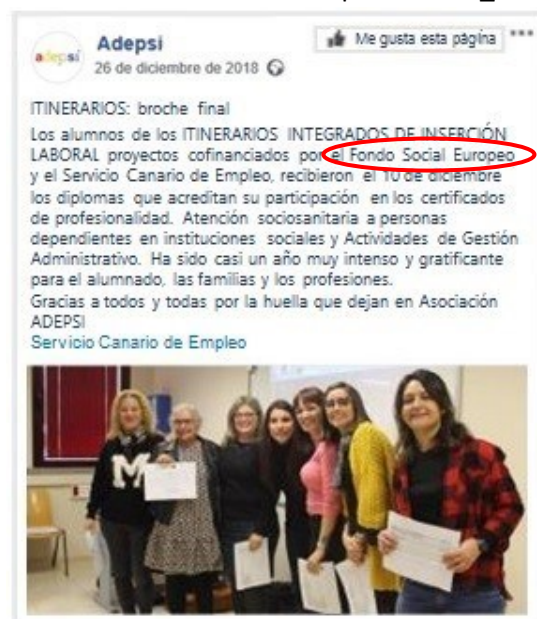 adepsi
Adepsi
Me gusta esta página
26 de diciembre de 2018
ITINERARIOS: broche final
Los alumnos de los ITINERARIOS INTEGRADOS DE INSERCIÓN
LABORAL proyectos cofinanciados por el Fondo Social Europeo
y el Servicio Canario de Empleo, recibieron el 10 de diciembre
los diplomas que acreditan su participación en los certificados
de profesionalidad. Atención sociosanitaria a personas
dependientes en instituciones sociales y Actividades de Gestión
Administrativo. Ha sido casi un año muy intenso y gratificante
para el alumnado, las familias y los profesiones.
Gracias a todos y todas por la huella que dejan en Asociación
ADEPSI
Servicio Canario de Empleo
M